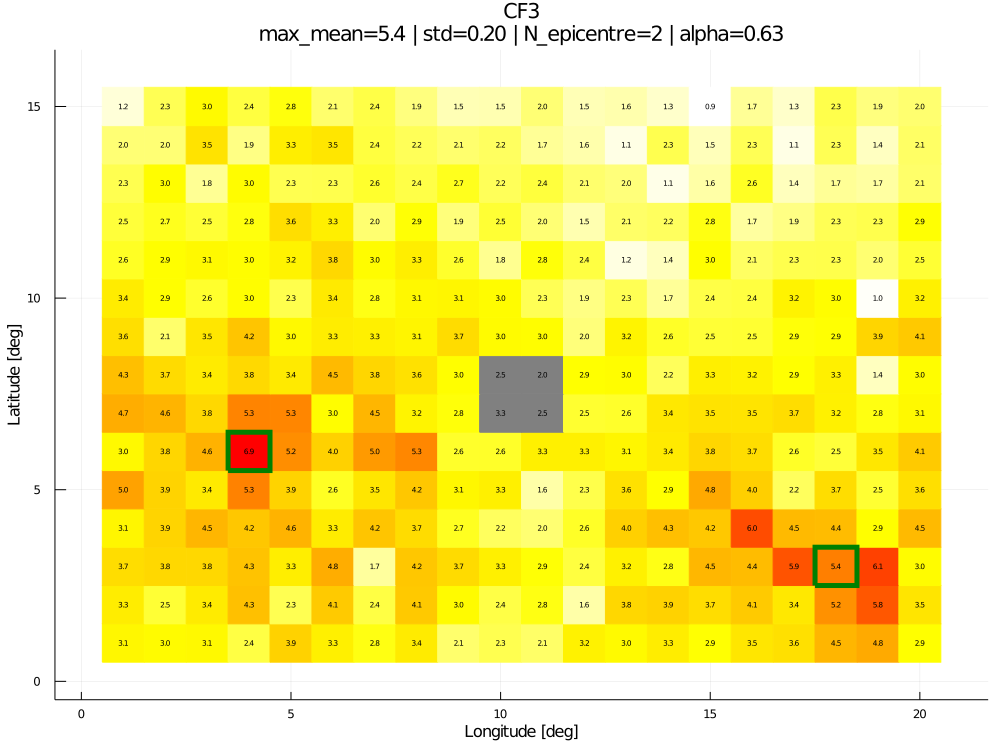 CF3
max_mean=5.4 | std=0.20 | N_epicentre=2 | alpha=0.63
15 1.2 2.3 3.0 2.4 2.8 2.1 2.4 1.9 1.5 1.5 2.0 1.5 1.6 1.3 0.9 1.7 1.3 2.3 1.9 2.0
2.0 2.0 3.5 1.9 3.3 3.5 2.4 2.2 2.1 2.2 1.7 1.6 1.1 2.3 1.5 2.3 1.1 2.3 1.4 2.1
2.3 3.0 1.8 3.0 2.3 2.3 2.6 2.4 2.7 2.2 2.4 2.1 2.0 1.1 1.6 2.6 1.4 1.7 1.7 2.1
2.5 2.7 2.5 2.8 3.6 3.3 2.0 2.9 1.9 2.5 2.0 1.5 2.1 2.2 2.8 1.7 1.9 2.3 2.3 2.9
2.6 2.9 3.1 3.0 3.2 3.8 3.0 3.3 2.6 1.8 2.8 2.4 1.2 1.4 3.0 2.1 2.3 2.3 2.0 2.5
10 3.4 2.9 2.6 3.0 2.3 3.4 2.8 3.1 3.1 3.0 2.3 1.9 2.3 1.7 2.4 2.4 3.2 3.0 1.0 3.2
3.6 2.1 3.5 4.2 3.0 3.3 3.3 3.1 3.7 3.0 3.0 2.0 3.2 2.6 2.5 2.5 2.9 2.9 3.9 4.1
4.3 3.7 3.4 3.8 3.4 4.5 3.8 3.6 3.0 2.5 2.0 2.9 3.0 2.2 3.3 3.2 2.9 3.3 1.4 3.0
4.7 4.6 3.8 5.3 5.3 3.0 4.5 3.2 2.8 3.3 2.5 2.5 2.6 3.4 3.5 3.5 3.7 3.2 2.8 3.1
3.0 3.8 4.6 6.9 5.2 4.0 5.0 5.3 2.6 2.6 3.3 3.3 3.1 3.4 3.8 3.7 2.6 2.5 3.5 4.1
5 5.0 3.9 3.4 5.3 3.9 2.6 3.5 4.2 3.1 3.3 1.6 2.3 3.6 2.9 4.8 4.0 2.2 3.7 2.5 3.6
3.1 3.9 4.5 4.2 4.6 3.3 4.2 3.7 2.7 2.2 2.0 2.6 4.0 4.3 4.2 6.0 4.5 4.4 2.9 4.5
3.7 3.8 3.8 4.3 3.3 4.8 1.7 4.2 3.7 3.3 2.9 2.4 3.2 2.8 4.5 4.4 5.9 5.4 6.1 3.0
3.3 2.5 3.4 4.3 2.3 4.1 2.4 4.1 3.0 2.4 2.8 1.6 3.8 3.9 3.7 4.1 3.4 5.2 5.8 3.5
3.1 3.0 3.1 2.4 3.9 3.3 2.8 3.4 2.1 2.3 2.1 3.2 3.0 3.3 2.9 3.5 3.6 4.5 4.8 2.9
0
Latitude [deg]
0 5 10 15 20
Longitude [deg]